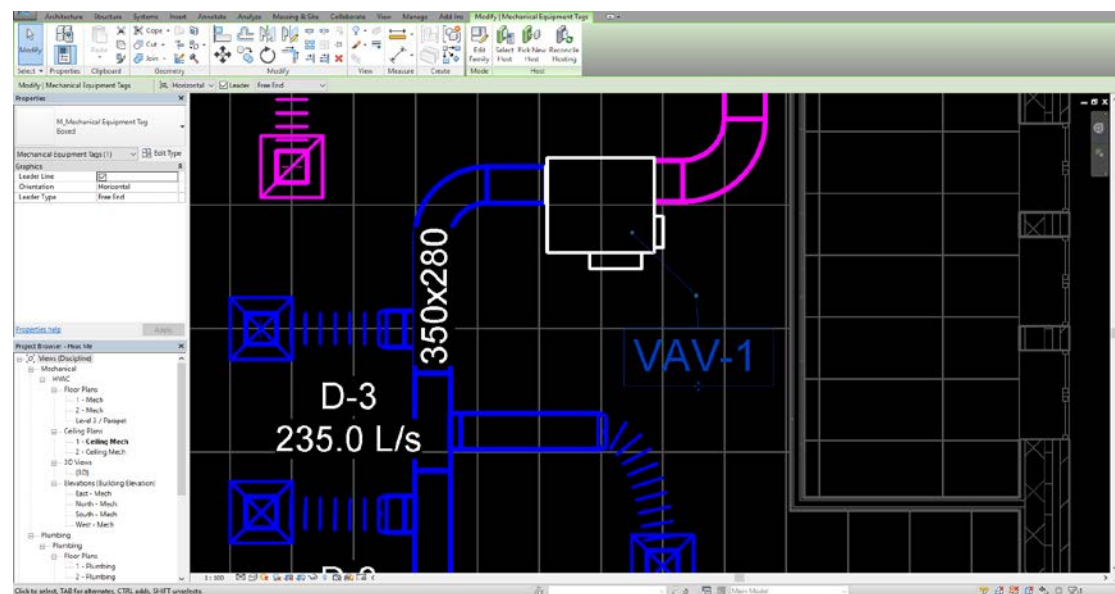 Architecture Structure Systems Insert Annotate Analyze Massing & Site Collaborate View Manage Add Ins Modify | Mechanical Equipment Tags
Modify Paste Cope Cut Join Edit Family Select Host Pick New Host Reconcile Hosting
Select Properties Clipboard Geometry Modify View Measure Create Mode Host
Modify | Mechanical Equipment Tags Horizontal Leader Free End
Properties
M_Mechanical Equipment Tag
Boxed
Mechanical Equipment Tags (1) Edit Type
Graphics
Leader Line
Orientation Horizontal
Leader Type Free End
Properties help Apply
Views (Discipline)
Mechanical
HVAC
Floor Plans
1 - Mech
2 - Mech
Level 3 / Parapet
Ceiling Plans
1 - Ceiling Mech
2 - Ceiling Mech
3D Views
{3D}
Elevations (Building Elevation)
East - Mech
North - Mech
South - Mech
West - Mech
Plumbing
Plumbing
Floor Plans
1 - Plumbing
2 - Plumbing
350x280
VAV-1
D-3
235.0 L/s
1 : 100
Click to select, TAB for alternates, CTRL adds, SHIFT unselects.
Main Model